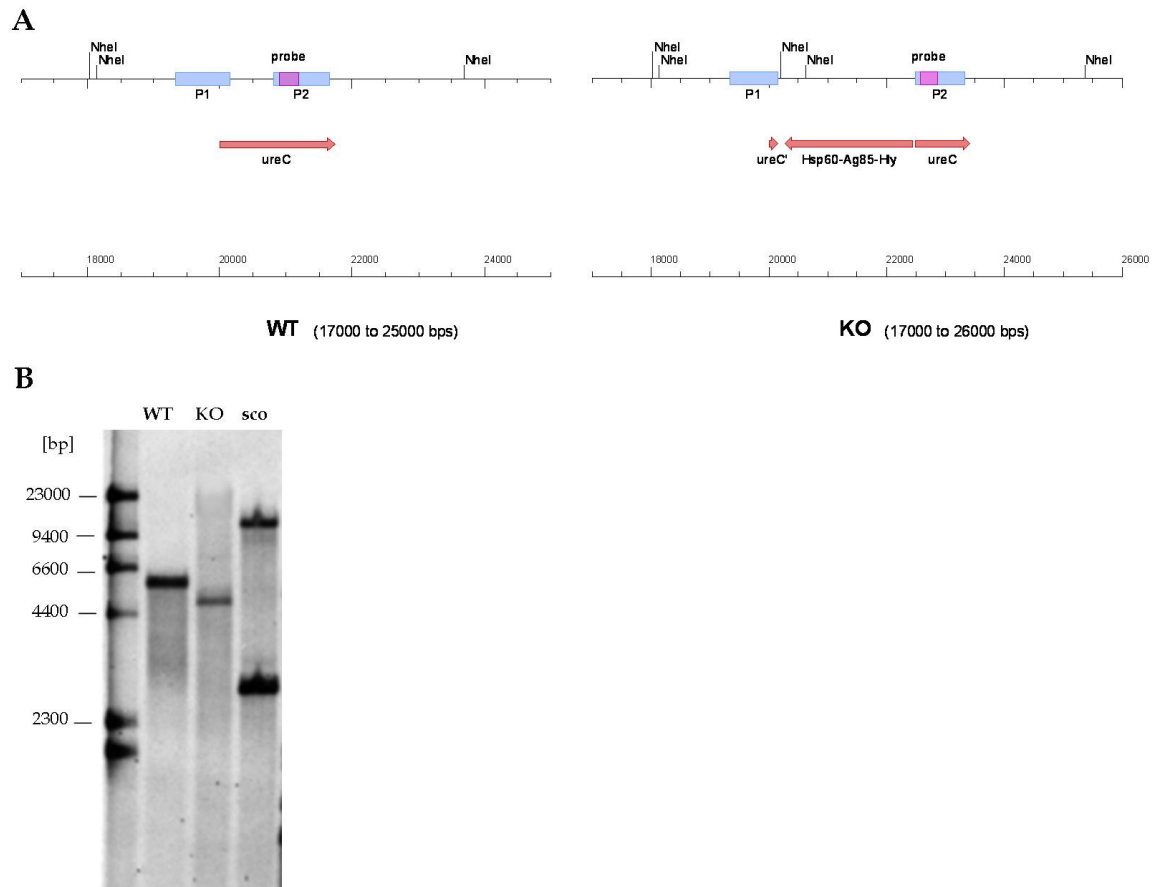 A
NheI
NheI
probe
P1
P2
NheI
ureC
18000 20000 22000 24000
WT (17000 to 25000 bps)
NheI
NheI
NheI
NheI
probe
P1
P2
NheI
ureC'
Hsp60-Ag85-Hly
ureC
18000 20000 22000 24000 26000
KO (17000 to 26000 bps)
B
WT KO sco
[bp]
23000
9400
6600
4400
2300